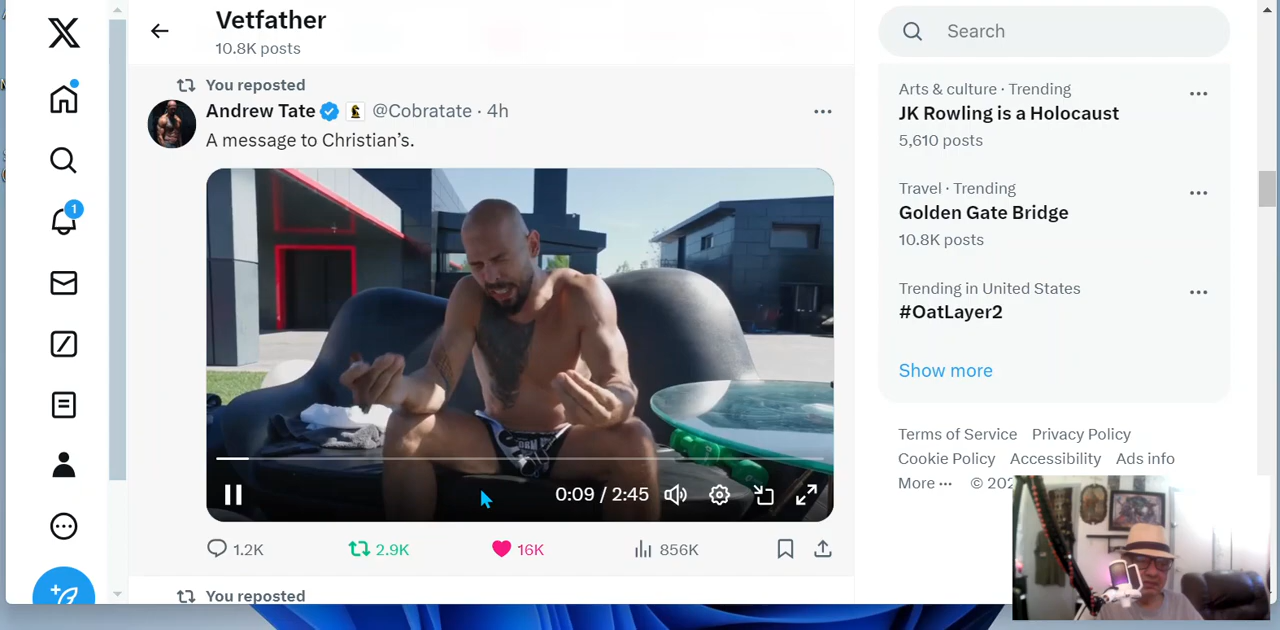 Vetfather
10.8K posts
You reposted
Andrew Tate @Cobratate · 4h
A message to Christian’s.
0:09 / 2:45
1.2K 2.9K 16K 856K
You reposted
1
Search
Arts & culture · Trending
JK Rowling is a Holocaust
5,610 posts
Travel · Trending
Golden Gate Bridge
10.8K posts
Trending in United States
#OatLayer2
Show more
Terms of Service Privacy Policy
Cookie Policy Accessibility Ads info
More ··· © 202